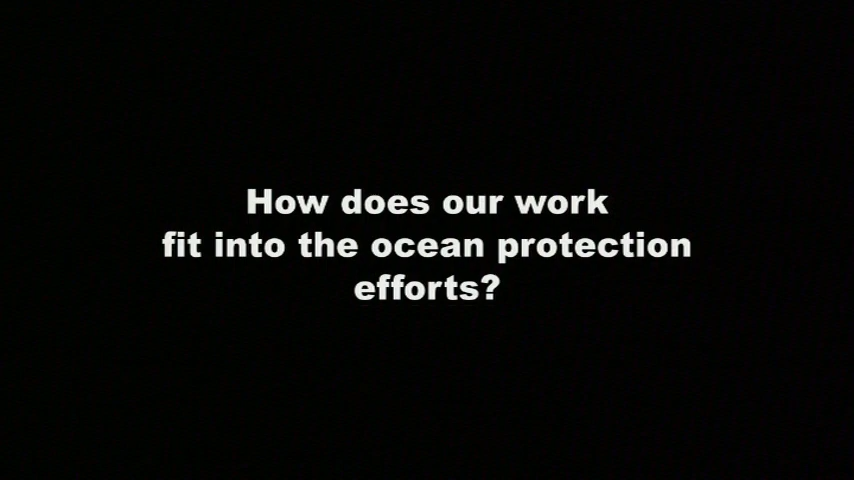 How does our work
fit into the ocean protection
efforts?